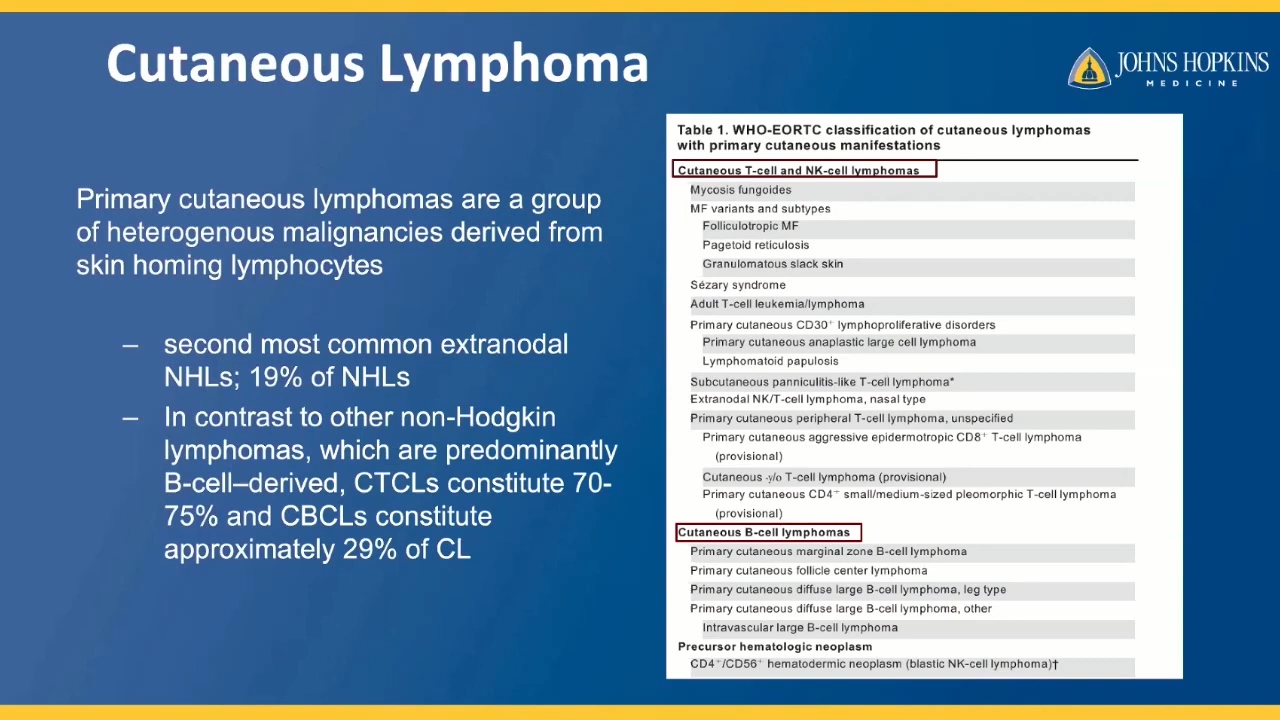 Cutaneous Lymphoma
JOHNS HOPKINS
MEDICINE
Primary cutaneous lymphomas are a group
of heterogenous malignancies derived from
skin homing lymphocytes
– second most common extranodal
NHLs; 19% of NHLs
– In contrast to other non-Hodgkin
lymphomas, which are predominantly
B-cell–derived, CTCLs constitute 70-
75% and CBCLs constitute
approximately 29% of CL
Table 1. WHO-EORTC classification of cutaneous lymphomas
with primary cutaneous manifestations
Cutaneous T-cell and NK-cell lymphomas
Mycosis fungoides
MF variants and subtypes
Folliculotropic MF
Pagetoid reticulosis
Granulomatous slack skin
Sézary syndrome
Adult T-cell leukemia/lymphoma
Primary cutaneous CD30⁺ lymphoproliferative disorders
Primary cutaneous anaplastic large cell lymphoma
Lymphomatoid papulosis
Subcutaneous panniculitis-like T-cell lymphoma*
Extranodal NK/T-cell lymphoma, nasal type
Primary cutaneous peripheral T-cell lymphoma, unspecified
Primary cutaneous aggressive epidermotropic CD8⁺ T-cell lymphoma
(provisional)
Cutaneous γ/δ T-cell lymphoma (provisional)
Primary cutaneous CD4⁺ small/medium-sized pleomorphic T-cell lymphoma
(provisional)
Cutaneous B-cell lymphomas
Primary cutaneous marginal zone B-cell lymphoma
Primary cutaneous follicle center lymphoma
Primary cutaneous diffuse large B-cell lymphoma, leg type
Primary cutaneous diffuse large B-cell lymphoma, other
Intravascular large B-cell lymphoma
Precursor hematologic neoplasm
CD4⁺/CD56⁺ hematodermic neoplasm (blastic NK-cell lymphoma)†